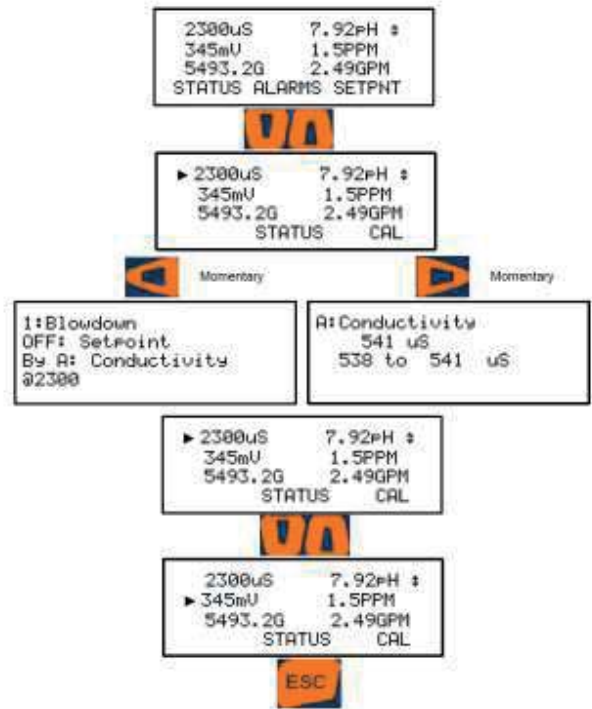 2300uS 7.92pH ↕
345mV 1.5PPM
5493.2G 2.49GPM
STATUS ALARMS SETPNT
►2300uS 7.92pH ↕
345mV 1.5PPM
5493.2G 2.49GPM
STATUS CAL
Momentary
Momentary
1:Blowdown
OFF: Setpoint
By A: Conductivity
@2300
A:Conductivity
541 uS
538 to 541 uS
►2300uS 7.92pH ↕
345mV 1.5PPM
5493.2G 2.49GPM
STATUS CAL
2300uS 7.92pH ↕
►345mV 1.5PPM
5493.2G 2.49GPM
STATUS CAL
ESC